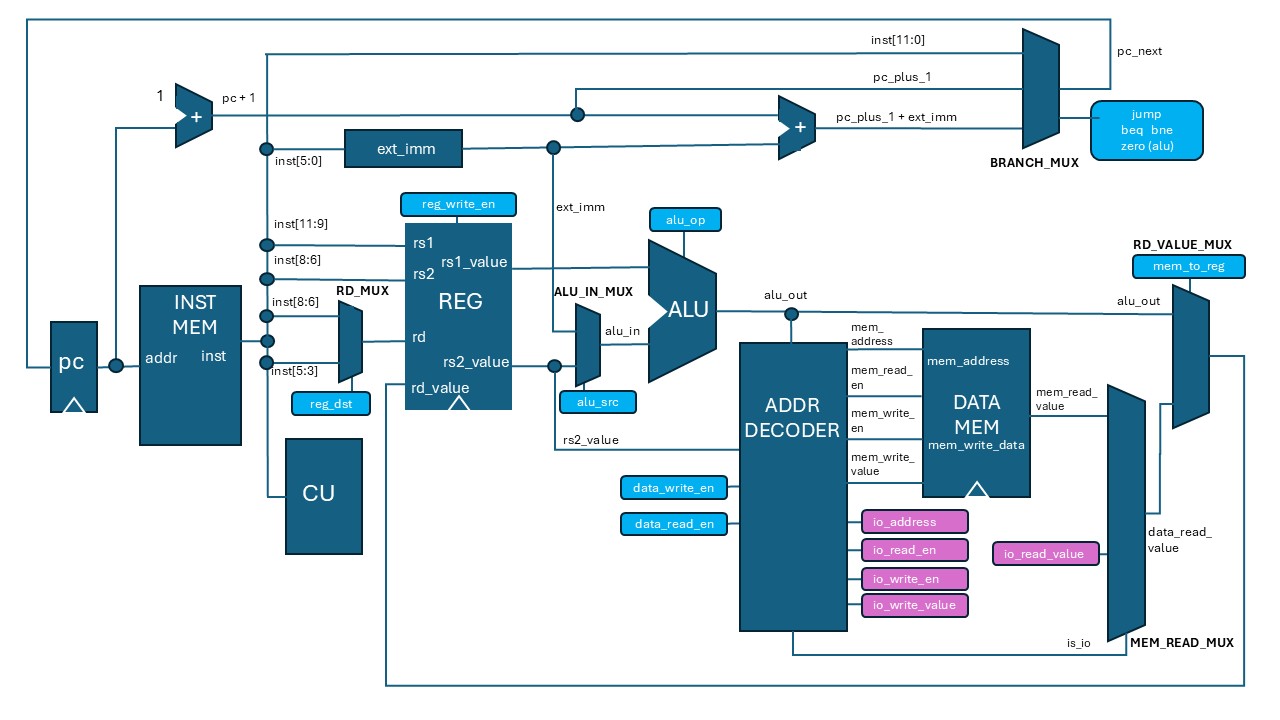 inst[11:0]
pc_next
pc_plus_1
1
pc + 1
+
pc_plus_1 + ext_imm
+
jump
beq bne
zero (alu)
BRANCH_MUX
ext_imm
inst[5:0]
reg_write_en
ext_imm
alu_op
inst[11:9]
rs1
rs1_value
inst[8:6]
rs2
RD_MUX
REG
ALU_IN_MUX
RD_VALUE_MUX
mem_to_reg
INST
MEM
inst[8:6]
alu_out
alu_out
ALU
alu_in
rd
mem_
address
pc
addr
inst
inst[5:3]
rs2_value
rd_value
mem_address
mem_read_
en
reg_dst
alu_src
ADDR
DECODER
DATA
MEM
mem_read_
value
mem_write_
en
mem_write_data
rs2_value
mem_write_
value
CU
data_write_en
data_read_en
io_address
io_read_en
io_write_en
io_write_value
io_read_value
data_read_
value
is_io
MEM_READ_MUX